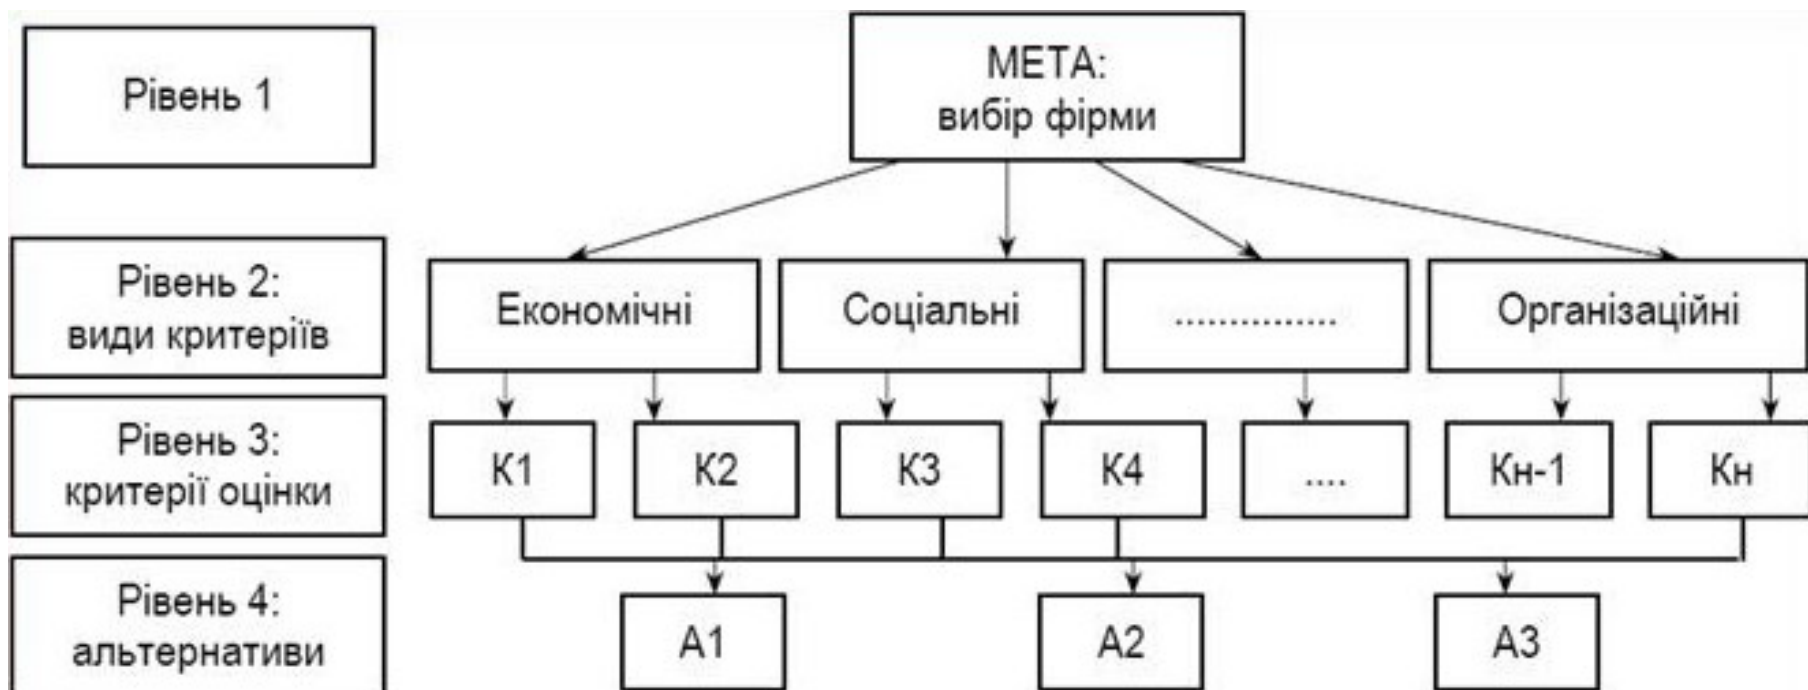 Рівень 1
МЕТА:
вибір фірми
Рівень 2:
види критеріїв
Економічні
Соціальні
...............
Організаційні
Рівень 3:
критерії оцінки
К1
К2
К3
К4
....
Кн-1
Кн
Рівень 4:
альтернативи
А1
А2
А3